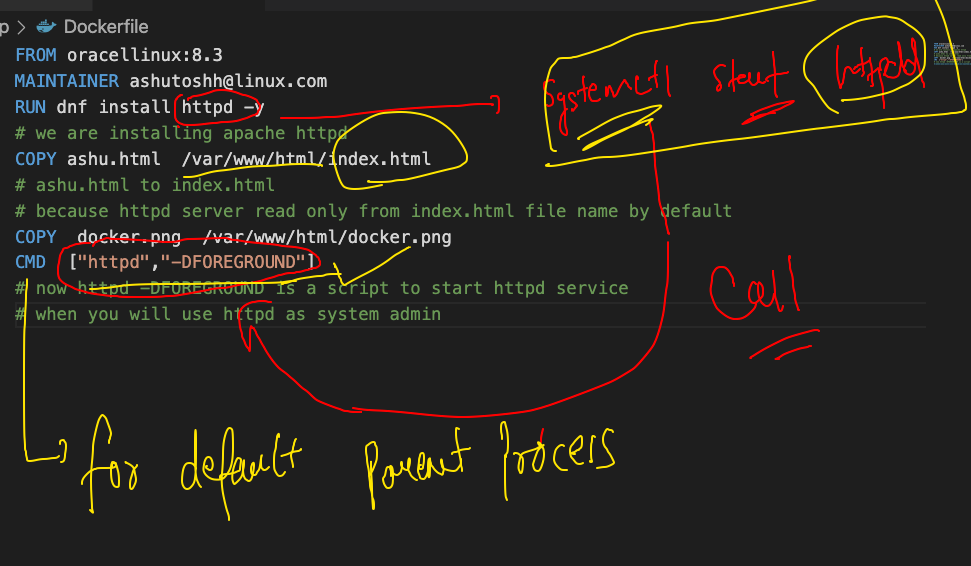 p > Dockerfile
FROM oracellinux:8.3
MAINTAINER ashutoshh@linux.com
RUN dnf install httpd -y
# we are installing apache httpd
COPY ashu.html /var/www/html/index.html
# ashu.html to index.html
# because httpd server read only from index.html file name by default
COPY docker.png /var/www/html/docker.png
CMD ["httpd","-DFOREGROUND"]
# now httpd -DFOREGROUND is a script to start httpd service
# when you will use httpd as system admin
systemctl start httpd
Call
for default parent process